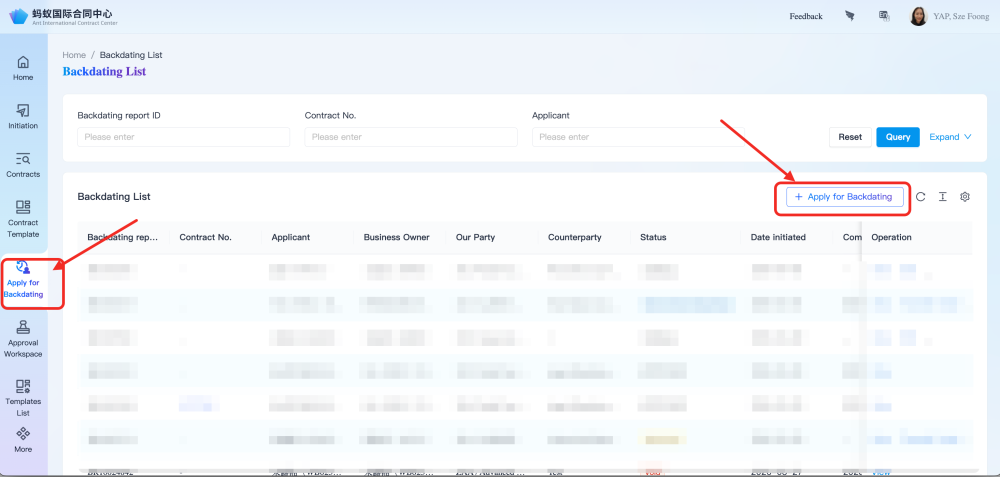 蚂蚁国际合同中心
Ant International Contract Center
Feedback
YAP, Sze Foong
Home / Backdating List
Backdating List
Home
Initiation
Contracts
Contract
Template
Apply for
Backdating
Approval
Workspace
Templates
List
More
Backdating report ID
Contract No.
Applicant
Please enter
Please enter
Please enter
Reset
Query
Expand
Backdating List
+ Apply for Backdating
Backdating rep...
Contract No.
Applicant
Business Owner
Our Party
Counterparty
Status
Date initiated
Com
Operation